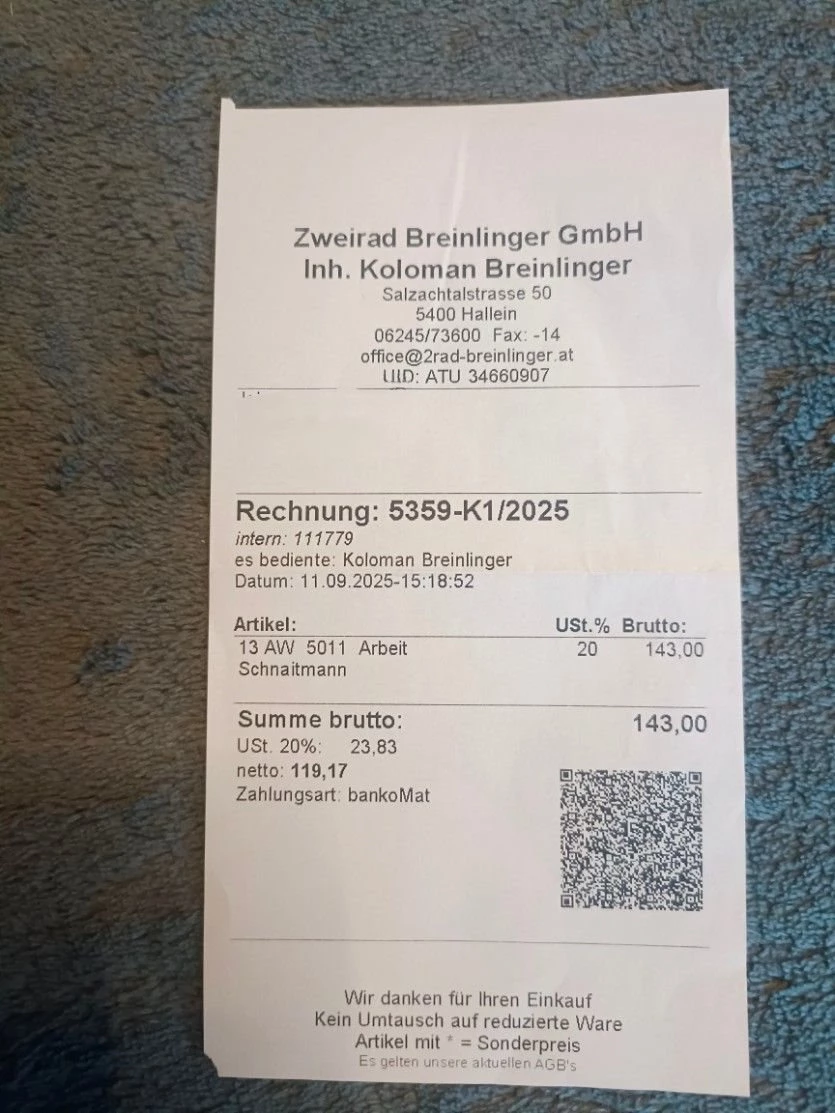 Zweirad Breinlinger GmbH
Inh. Koloman Breinlinger
Salzachtalstrasse 50
5400 Hallein
06245/73600 Fax: -14
office@2rad-breinlinger.at
UID: ATU 34660907
Rechnung: 5359-K1/2025
intern: 111779
es bediente: Koloman Breinlinger
Datum: 11.09.2025-15:18:52
Artikel: USt.% Brutto:
13 AW 5011 Arbeit 20 143,00
Schnaitmann
Summe brutto: 143,00
USt. 20%: 23,83
netto: 119,17
Zahlungsart: bankoMat
Wir danken für Ihren Einkauf
Kein Umtausch auf reduzierte Ware
Artikel mit * = Sonderpreis
Es gelten unsere aktuellen AGB's